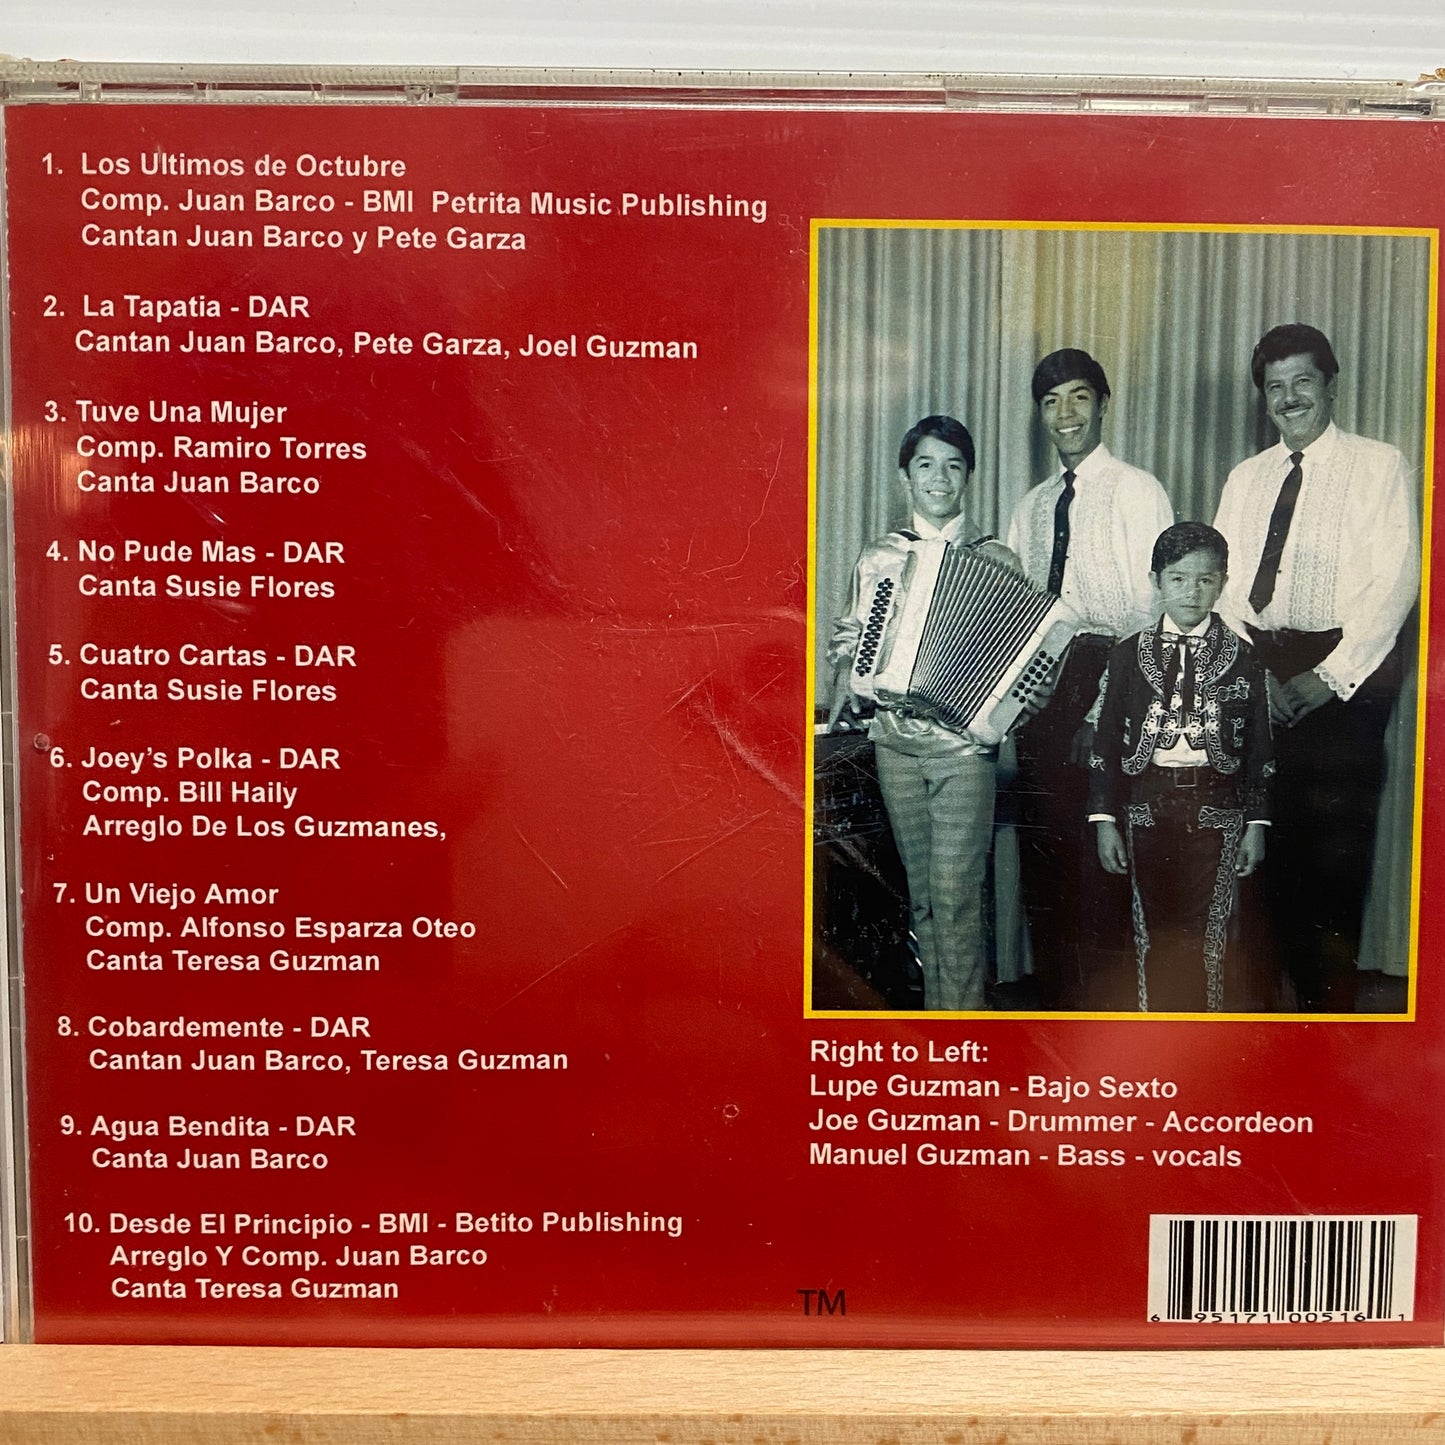 1. Los Ultimos de Octubre
Comp. Juan Barco - BMI Petrita Music Publishing
Cantan Juan Barco y Pete Garza
2. La Tapatia - DAR
Cantan Juan Barco, Pete Garza, Joel Guzman
3. Tuve Una Mujer
Comp. Ramiro Torres
Canta Juan Barco
4. No Pude Mas - DAR
Canta Susie Flores
5. Cuatro Cartas - DAR
Canta Susie Flores
6. Joey's Polka - DAR
Comp. Bill Haily
Arreglo De Los Guzmanes,
7. Un Viejo Amor
Comp. Alfonso Esparza Oteo
Canta Teresa Guzman
8. Cobardemente - DAR
Cantan Juan Barco, Teresa Guzman
9. Agua Bendita - DAR
Canta Juan Barco
10. Desde El Principio - BMI - Betito Publishing
Arreglo Y Comp. Juan Barco
Canta Teresa Guzman
Right to Left:
Lupe Guzman - Bajo Sexto
Joe Guzman - Drummer - Accordeon
Manuel Guzman - Bass - vocals
TM
6 95171 00516 1